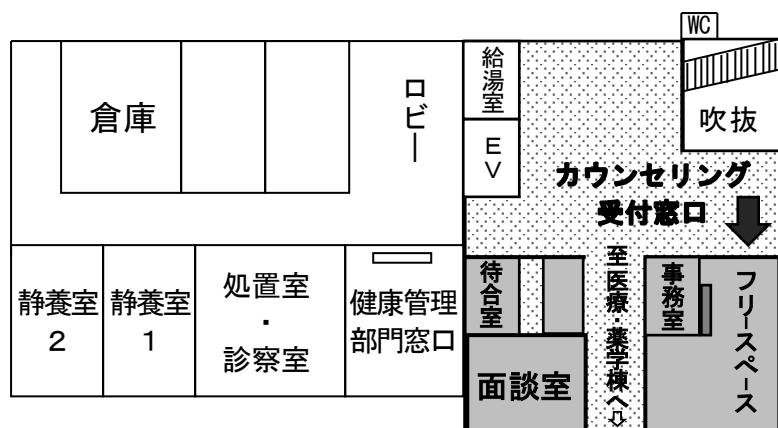 WC
倉庫
ロビー
給湯室
EV
吹抜
カウンセリング
受付窓口
静養室
2
静養室
1
処置室
・
診察室
健康管理
部門窓口
待合室
面談室
至 医療・薬学棟へ⇩
事務室
フリースペース